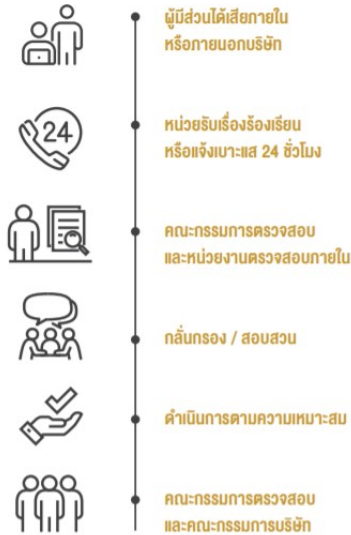 ผู้มีส่วนได้เสียภายใน
หรือภายนอกบริษัท
24
หน่วยรับเรื่องร้องเรียน
หรือแจ้งเบาะแส 24 ชั่วโมง
คณะกรรมการตรวจสอบ
และหน่วยงานตรวจสอบภายใน
กลั่นกรอง / สอบสวน
ดำเนินการตามความเหมาะสม
คณะกรรมการตรวจสอบ
และคณะกรรมการบริษัท